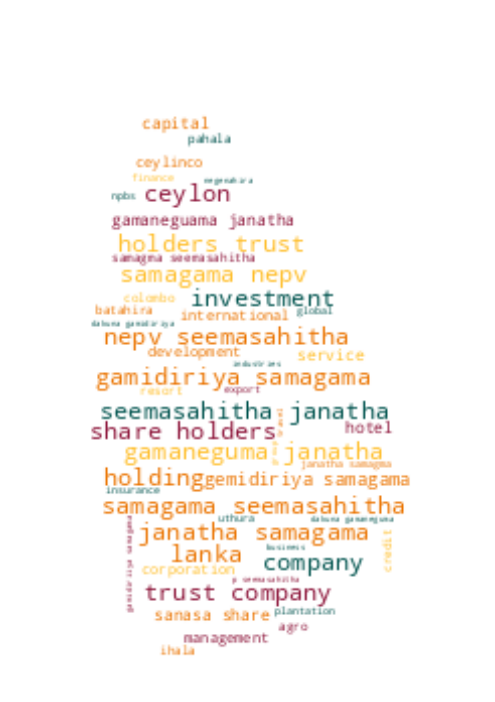 capital
pahala
ceylinco
finance negenahira
npbs ceylon
gamaneguama janatha
holders trust
samagma seemasahitha
samagama nepv
colombo investment
batahira international global
dakuna gamidiriya
nepv seemasahitha
development service
industries
gamidiriya samagama
resort export
seemasahitha janatha
share holders hotel
gamaneguma janatha
janatha samagma
holding gemidiriya samagama
insurance
samagama seemasahitha
uthura dakuna gamaneguna
janatha samagama
lanka business
company
corporation credit
p seemasahitha
gamidiriya samagama
trust company
sanasa share plantation
agro
management
ihala